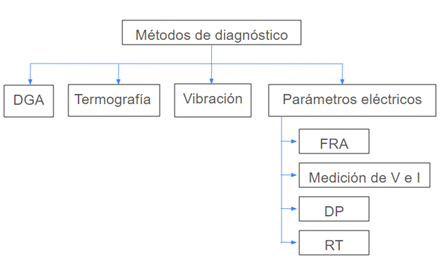 Métodos de diagnóstico
DGA
Termografía
Vibración
Parámetros eléctricos
FRA
Medición de V e I
DP
RT